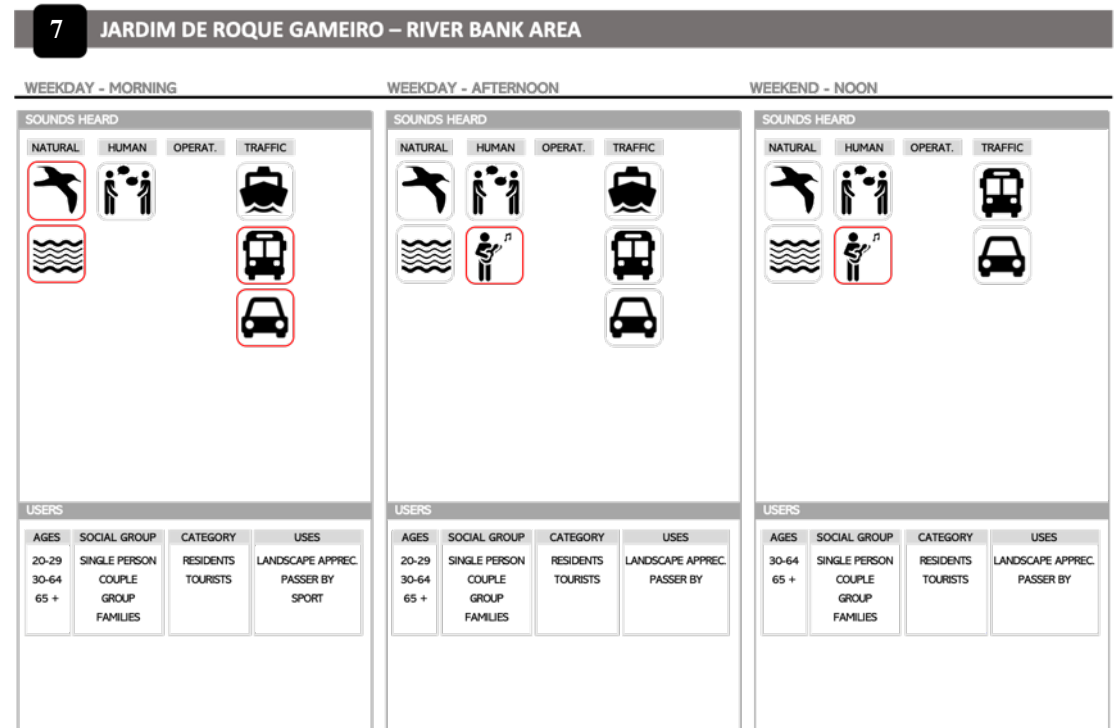 7 JARDIM DE ROQUE GAMEIRO – RIVER BANK AREA
WEEKDAY - MORNING
SOUNDS HEARD
NATURAL HUMAN OPERAT. TRAFFIC
USERS
AGES SOCIAL GROUP CATEGORY USES
20-29 SINGLE PERSON RESIDENTS LANDSCAPE APPREC.
30-64 COUPLE TOURISTS PASSER BY
65 + GROUP SPORT
FAMILIES
WEEKDAY - AFTERNOON
SOUNDS HEARD
NATURAL HUMAN OPERAT. TRAFFIC
USERS
AGES SOCIAL GROUP CATEGORY USES
20-29 SINGLE PERSON RESIDENTS LANDSCAPE APPREC.
30-64 COUPLE TOURISTS PASSER BY
65 + GROUP
FAMILIES
WEEKEND - NOON
SOUNDS HEARD
NATURAL HUMAN OPERAT. TRAFFIC
USERS
AGES SOCIAL GROUP CATEGORY USES
30-64 SINGLE PERSON RESIDENTS LANDSCAPE APPREC.
65 + COUPLE TOURISTS PASSER BY
GROUP
FAMILIES